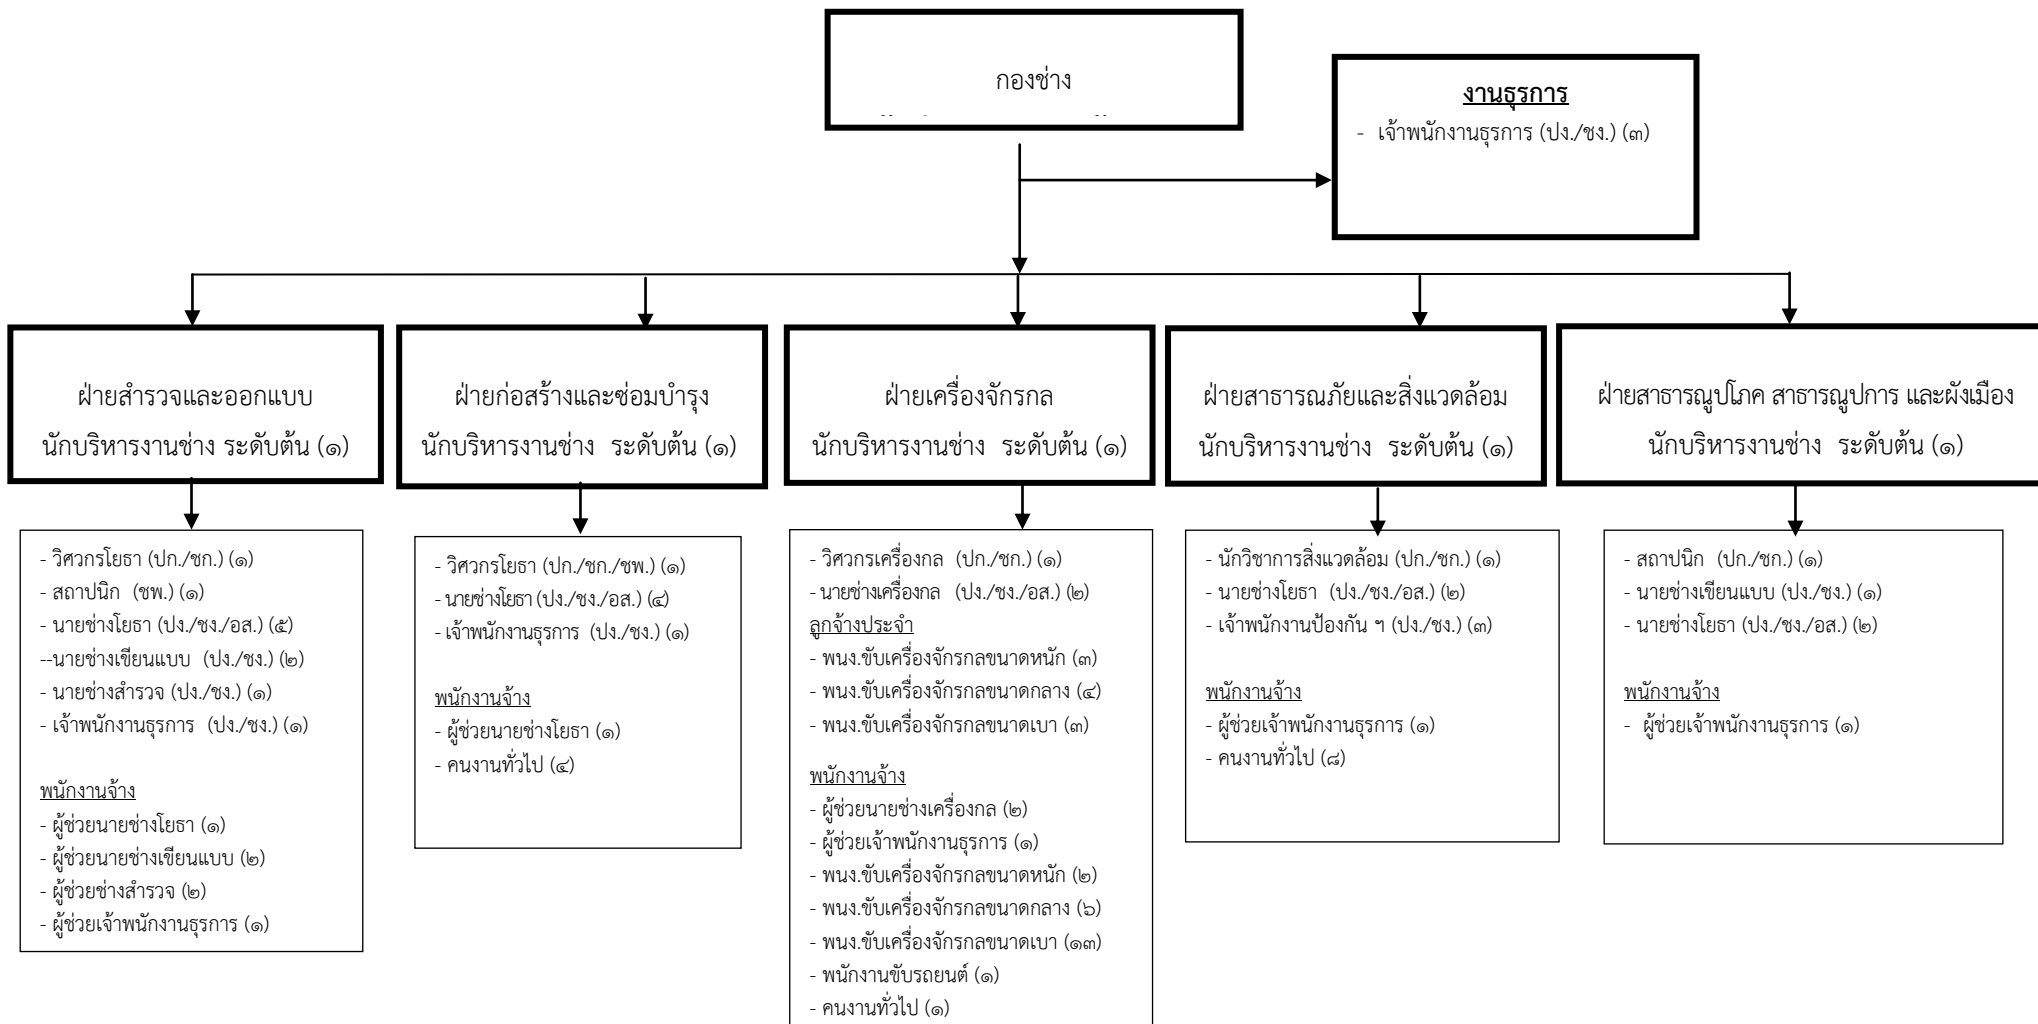 กองช่าง
งานธุรการ
- เจ้าพนักงานธุรการ (ปง./ชง.) (๓)
ฝ่ายสำรวจและออกแบบ
นักบริหารงานช่าง ระดับต้น (๑)
ฝ่ายก่อสร้างและซ่อมบำรุง
นักบริหารงานช่าง ระดับต้น (๑)
ฝ่ายเครื่องจักรกล
นักบริหารงานช่าง ระดับต้น (๑)
ฝ่ายสาธารณภัยและสิ่งแวดล้อม
นักบริหารงานช่าง ระดับต้น (๑)
ฝ่ายสาธารณูปโภค สาธารณูปการ และผังเมือง
นักบริหารงานช่าง ระดับต้น (๑)
- วิศวกรโยธา (ปก./ชก.) (๑)
- สถาปนิก (ชพ.) (๑)
- นายช่างโยธา (ปง./ชง./อส.) (๕)
--นายช่างเขียนแบบ (ปง./ชง.) (๒)
- นายช่างสำรวจ (ปง./ชง.) (๑)
- เจ้าพนักงานธุรการ (ปง./ชง.) (๑)
พนักงานจ้าง
- ผู้ช่วยนายช่างโยธา (๑)
- ผู้ช่วยนายช่างเขียนแบบ (๒)
- ผู้ช่วยช่างสำรวจ (๒)
- ผู้ช่วยเจ้าพนักงานธุรการ (๑)
- วิศวกรโยธา (ปก./ชก./ชพ.) (๑)
- นายช่างโยธา (ปง./ชง./อส.) (๔)
- เจ้าพนักงานธุรการ (ปง./ชง.) (๑)
พนักงานจ้าง
- ผู้ช่วยนายช่างโยธา (๑)
- คนงานทั่วไป (๔)
- วิศวกรเครื่องกล (ปก./ชก.) (๑)
- นายช่างเครื่องกล (ปง./ชง./อส.) (๒)
ลูกจ้างประจำ
- พนง.ขับเครื่องจักรกลขนาดหนัก (๓)
- พนง.ขับเครื่องจักรกลขนาดกลาง (๔)
- พนง.ขับเครื่องจักรกลขนาดเบา (๓)
พนักงานจ้าง
- ผู้ช่วยนายช่างเครื่องกล (๒)
- ผู้ช่วยเจ้าพนักงานธุรการ (๑)
- พนง.ขับเครื่องจักรกลขนาดหนัก (๒)
- พนง.ขับเครื่องจักรกลขนาดกลาง (๖)
- พนง.ขับเครื่องจักรกลขนาดเบา (๑๓)
- พนักงานขับรถยนต์ (๑)
- คนงานทั่วไป (๑)
- นักวิชาการสิ่งแวดล้อม (ปก./ชก.) (๑)
- นายช่างโยธา (ปง./ชง./อส.) (๒)
- เจ้าพนักงานป้องกัน ฯ (ปง./ชง.) (๓)
พนักงานจ้าง
- ผู้ช่วยเจ้าพนักงานธุรการ (๑)
- คนงานทั่วไป (๘)
- สถาปนิก (ปก./ชก.) (๑)
- นายช่างเขียนแบบ (ปง./ชง.) (๑)
- นายช่างโยธา (ปง./ชง./อส.) (๒)
พนักงานจ้าง
- ผู้ช่วยเจ้าพนักงานธุรการ (๑)